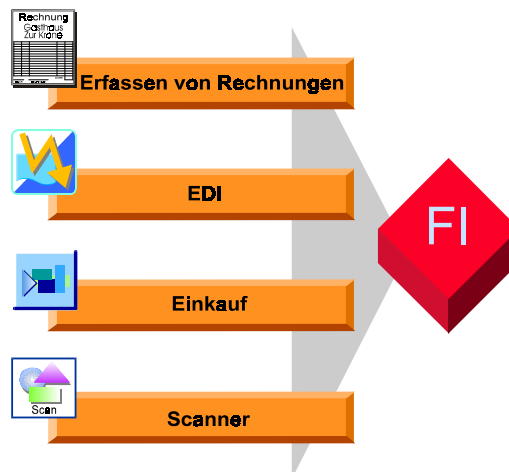 Rechnung
Gasthaus
Zur Krone
Erfassen von Rechnungen
EDI
FI
Einkauf
Scan
Scanner